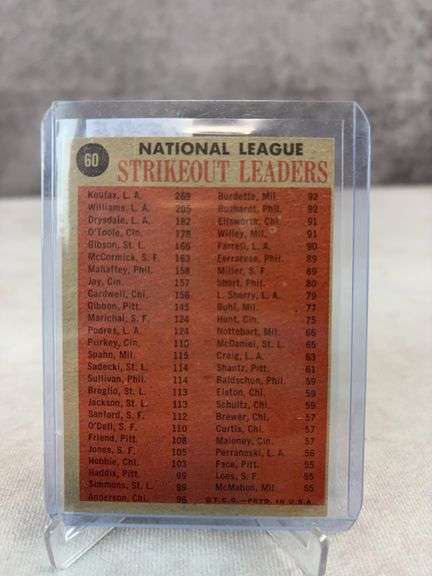 60
NATIONAL LEAGUE
STRIKEOUT LEADERS
Koufax, L. A. 269
Williams, L. A. 205
Drysdale, L. A. 182
O'Toole, Cin. 178
Gibson, St. L. 166
McCormick, S. F. 163
Mahaffey, Phil. 158
Jay, Cin. 157
Cardwell, Chi. 156
Gibbon, Pitt. 145
Marichal, S. F. 124
Podres, L. A. 124
Purkey, Cin. 110
Spahn, Mil. 115
Sadecki, St. L. 114
Sullivan, Phil. 114
Broglio, St. L. 113
Jackson, St. L. 113
Sanford, S. F. 112
O'Dell, S. F. 110
Friend, Pitt. 108
Jones, S. F. 105
Hobbie, Chi. 103
Haddix, Pitt. 99
Simmons, St. L. 99
Anderson, Chi. 96
Burdette, Mil. 92
Buzhardt, Phil. 92
Ellsworth, Chi. 91
Willey, Mil. 91
Farrell, L. A. 90
Ferrarese, Phil. 89
Miller, S. F. 89
Short, Phil. 80
L. Sherry, L. A. 79
Buhl, Mil. 77
Hunt, Cin. 75
Nottebart, Mil. 66
McDaniel, St. L. 65
Craig, L. A. 63
Shantz, Pitt. 61
Baldschun, Phil. 59
Elston, Chi. 59
Schultz, Chi. 59
Brewer, Chi. 57
Curtis, Chi. 57
Maloney, Cin. 57
Perranoski, L. A. 56
Face, Pitt. 55
Loes, S. F. 55
McMahon, Mil. 55
© T.C.G.—PRTD. IN U.S.A.